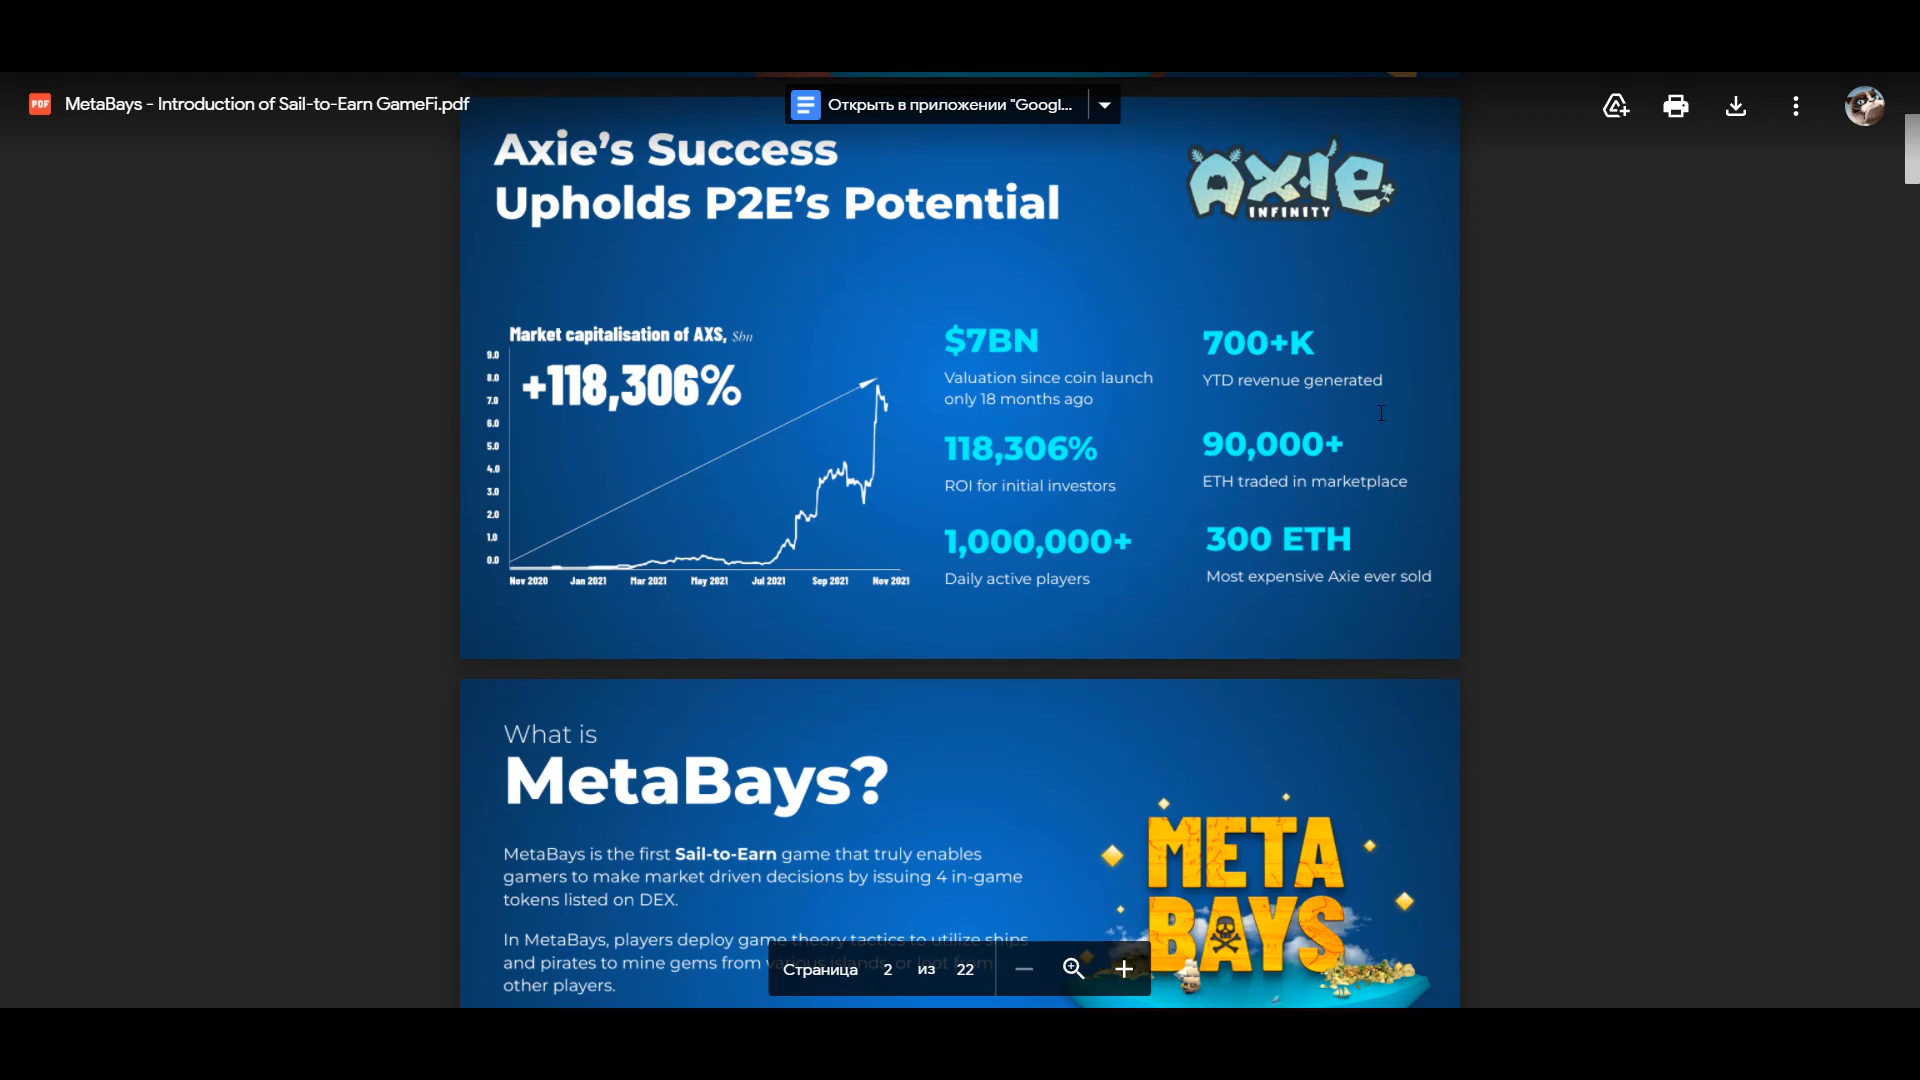 PDF
MetaBays - Introduction of Sail-to-Earn GameFi.pdf
Открыть в приложении "Googl...
Axie's Success
Upholds P2E's Potential
AXIE
INFINITY
Market capitalisation of AXS, $bn
+118,306%
9.0
8.0
7.0
6.0
5.0
4.0
3.0
2.0
1.0
0.0
Nov 2020 Jan 2021 Mar 2021 May 2021 Jul 2021 Sep 2021 Nov 2021
$7BN
Valuation since coin launch
only 18 months ago
118,306%
ROI for initial investors
1,000,000+
Daily active players
700+K
YTD revenue generated
90,000+
ETH traded in marketplace
300 ETH
Most expensive Axie ever sold
What is
MetaBays?
MetaBays is the first Sail-to-Earn game that truly enables
gamers to make market driven decisions by issuing 4 in-game
tokens listed on DEX.
In MetaBays, players deploy game theory tactics to utilize ships
and pirates to mine gems from various islands, or loot from
other players.
META
BAYS
Страница 2 из 22